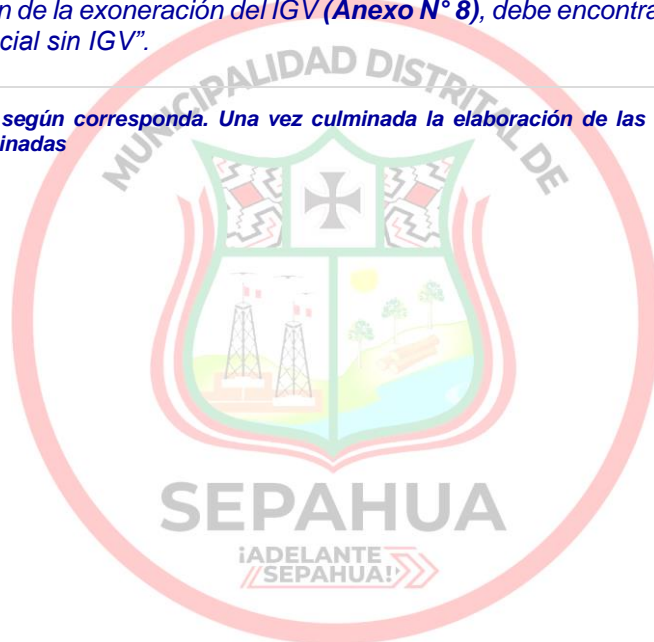 n de la exoneración del IGV (Anexo N° 8), debe encontra
cial sin IGV”.
según corresponda. Una vez culminada la elaboración de las
inadas
MUNICIPALIDAD DISTRITAL DE
SEPAHUA
¡ADELANTE
SEPAHUA!